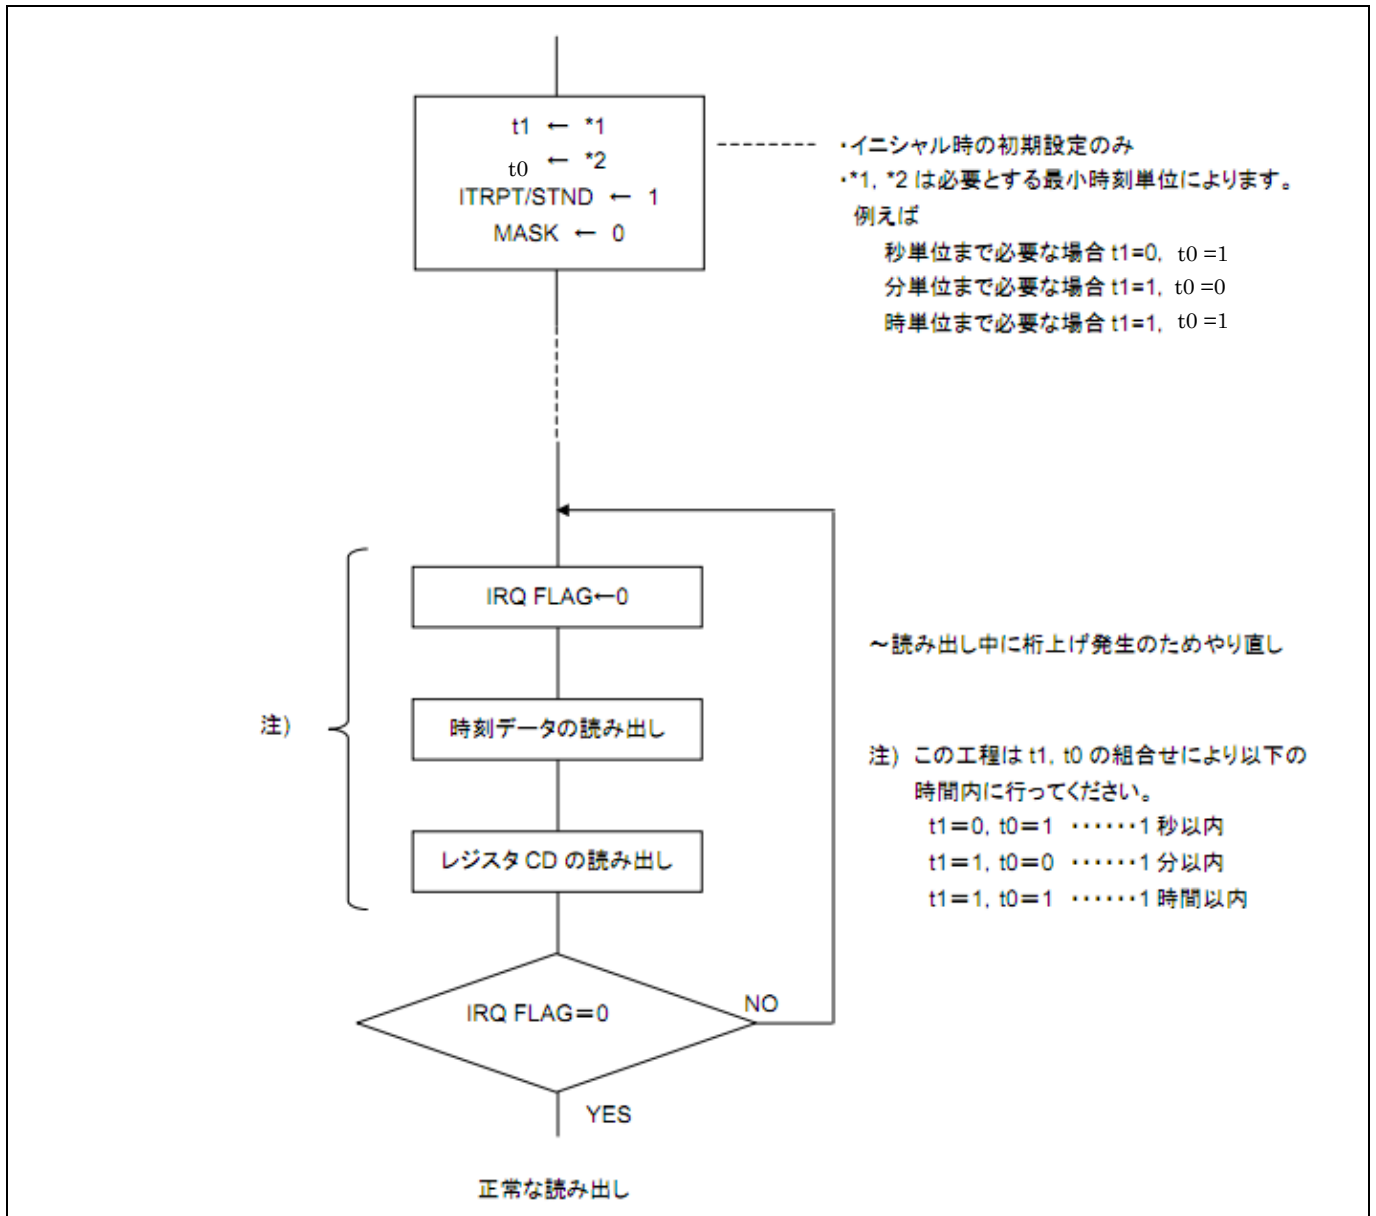 t1 ← *1
t0 ← *2
ITRPT/STND ← 1
MASK ← 0
・イニシャル時の初期設定のみ
・*1, *2 は必要とする最小時刻単位によります。
例えば
秒単位まで必要な場合 t1=0, t0 =1
分単位まで必要な場合 t1=1, t0 =0
時単位まで必要な場合 t1=1, t0 =1
IRQ FLAG←0
～読み出し中に桁上げ発生のためやり直し
注)
時刻データの読み出し
注) この工程は t1, t0 の組合せにより以下の
時間内に行ってください。
t1＝0, t0＝1 ・・・・・・1 秒以内
t1＝1, t0＝0 ・・・・・・1 分以内
t1＝1, t0＝1 ・・・・・・1 時間以内
レジスタ CD の読み出し
IRQ FLAG＝0
NO
YES
正常な読み出し